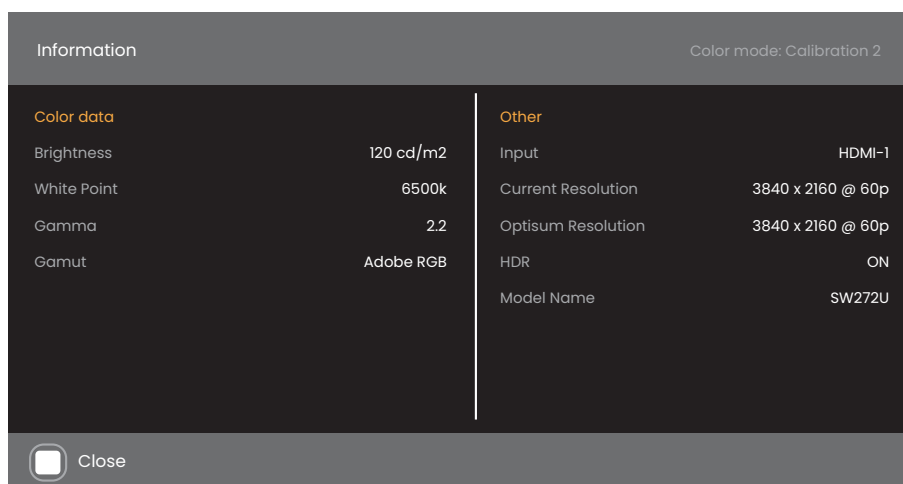 Information
Color mode: Calibration 2
Color data
Brightness 120 cd/m2
White Point 6500k
Gamma 2.2
Gamut Adobe RGB
Other
Input HDMI-1
Current Resolution 3840 x 2160 @ 60p
Optisum Resolution 3840 x 2160 @ 60p
HDR ON
Model Name SW272U
Close